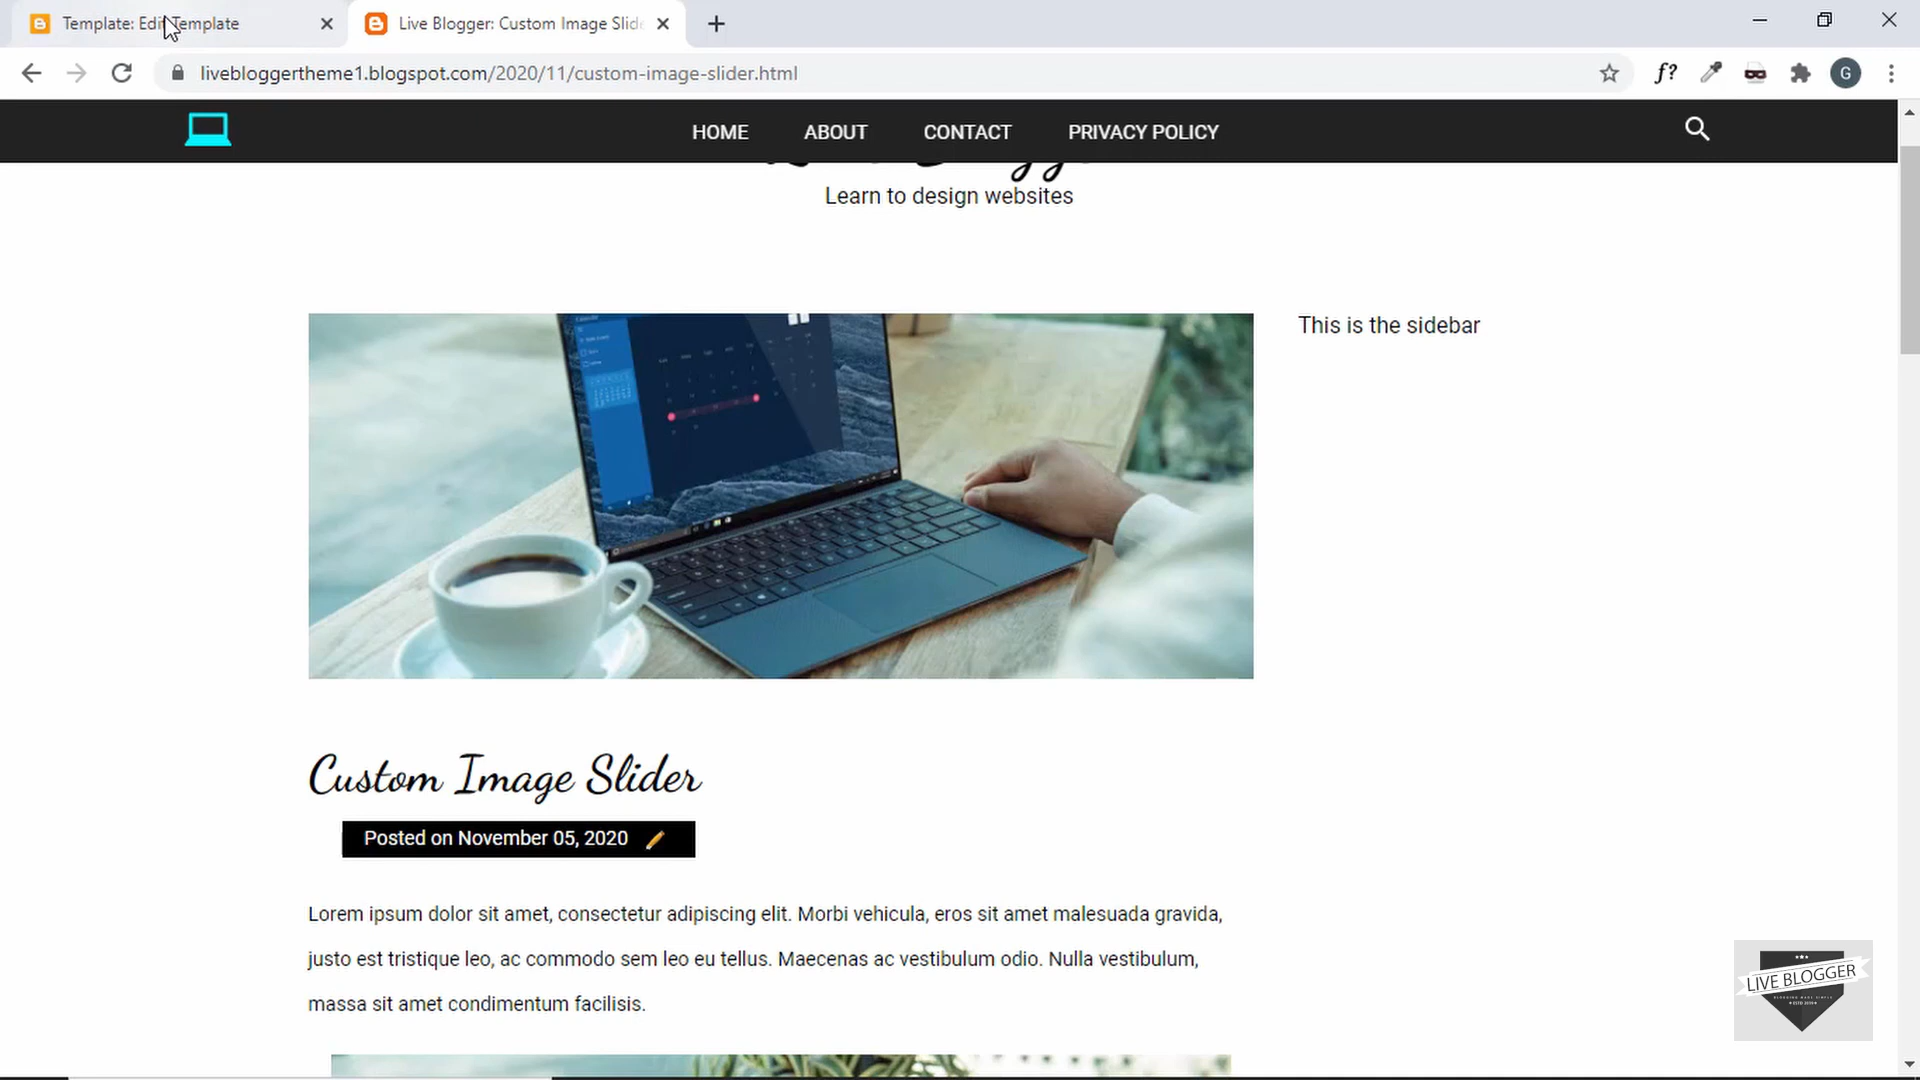 Template: Edit Template
Live Blogger: Custom Image Slide
livebloggertheme1.blogspot.com/2020/11/custom-image-slider.html
f?
G
HOME
ABOUT
CONTACT
PRIVACY POLICY
Learn to design websites
This is the sidebar
Custom Image Slider
Posted on November 05, 2020
Lorem ipsum dolor sit amet, consectetur adipiscing elit. Morbi vehicula, eros sit amet malesuada gravida,
justo est tristique leo, ac commodo sem leo eu tellus. Maecenas ac vestibulum odio. Nulla vestibulum,
massa sit amet condimentum facilisis.
LIVE BLOGGER